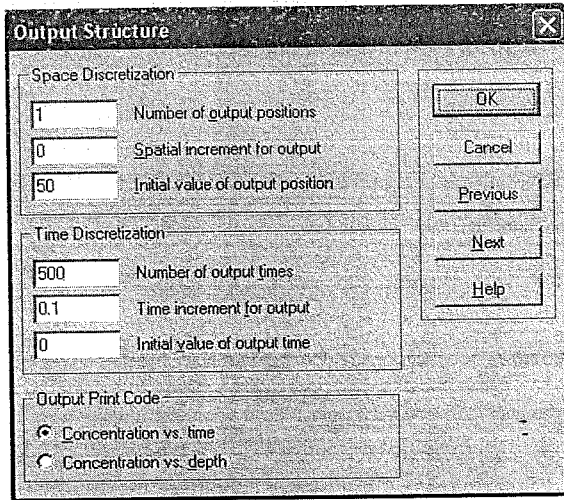 Output Structure
Space Discretization
1 Number of output positions
0 Spatial increment for output
50 Initial value of output position
Time Discretization
500 Number of output times
0.1 Time increment for output
0 Initial value of output time
Output Print Code
Concentration vs. time
Concentration vs. depth
OK
Cancel
Previous
Next
Help